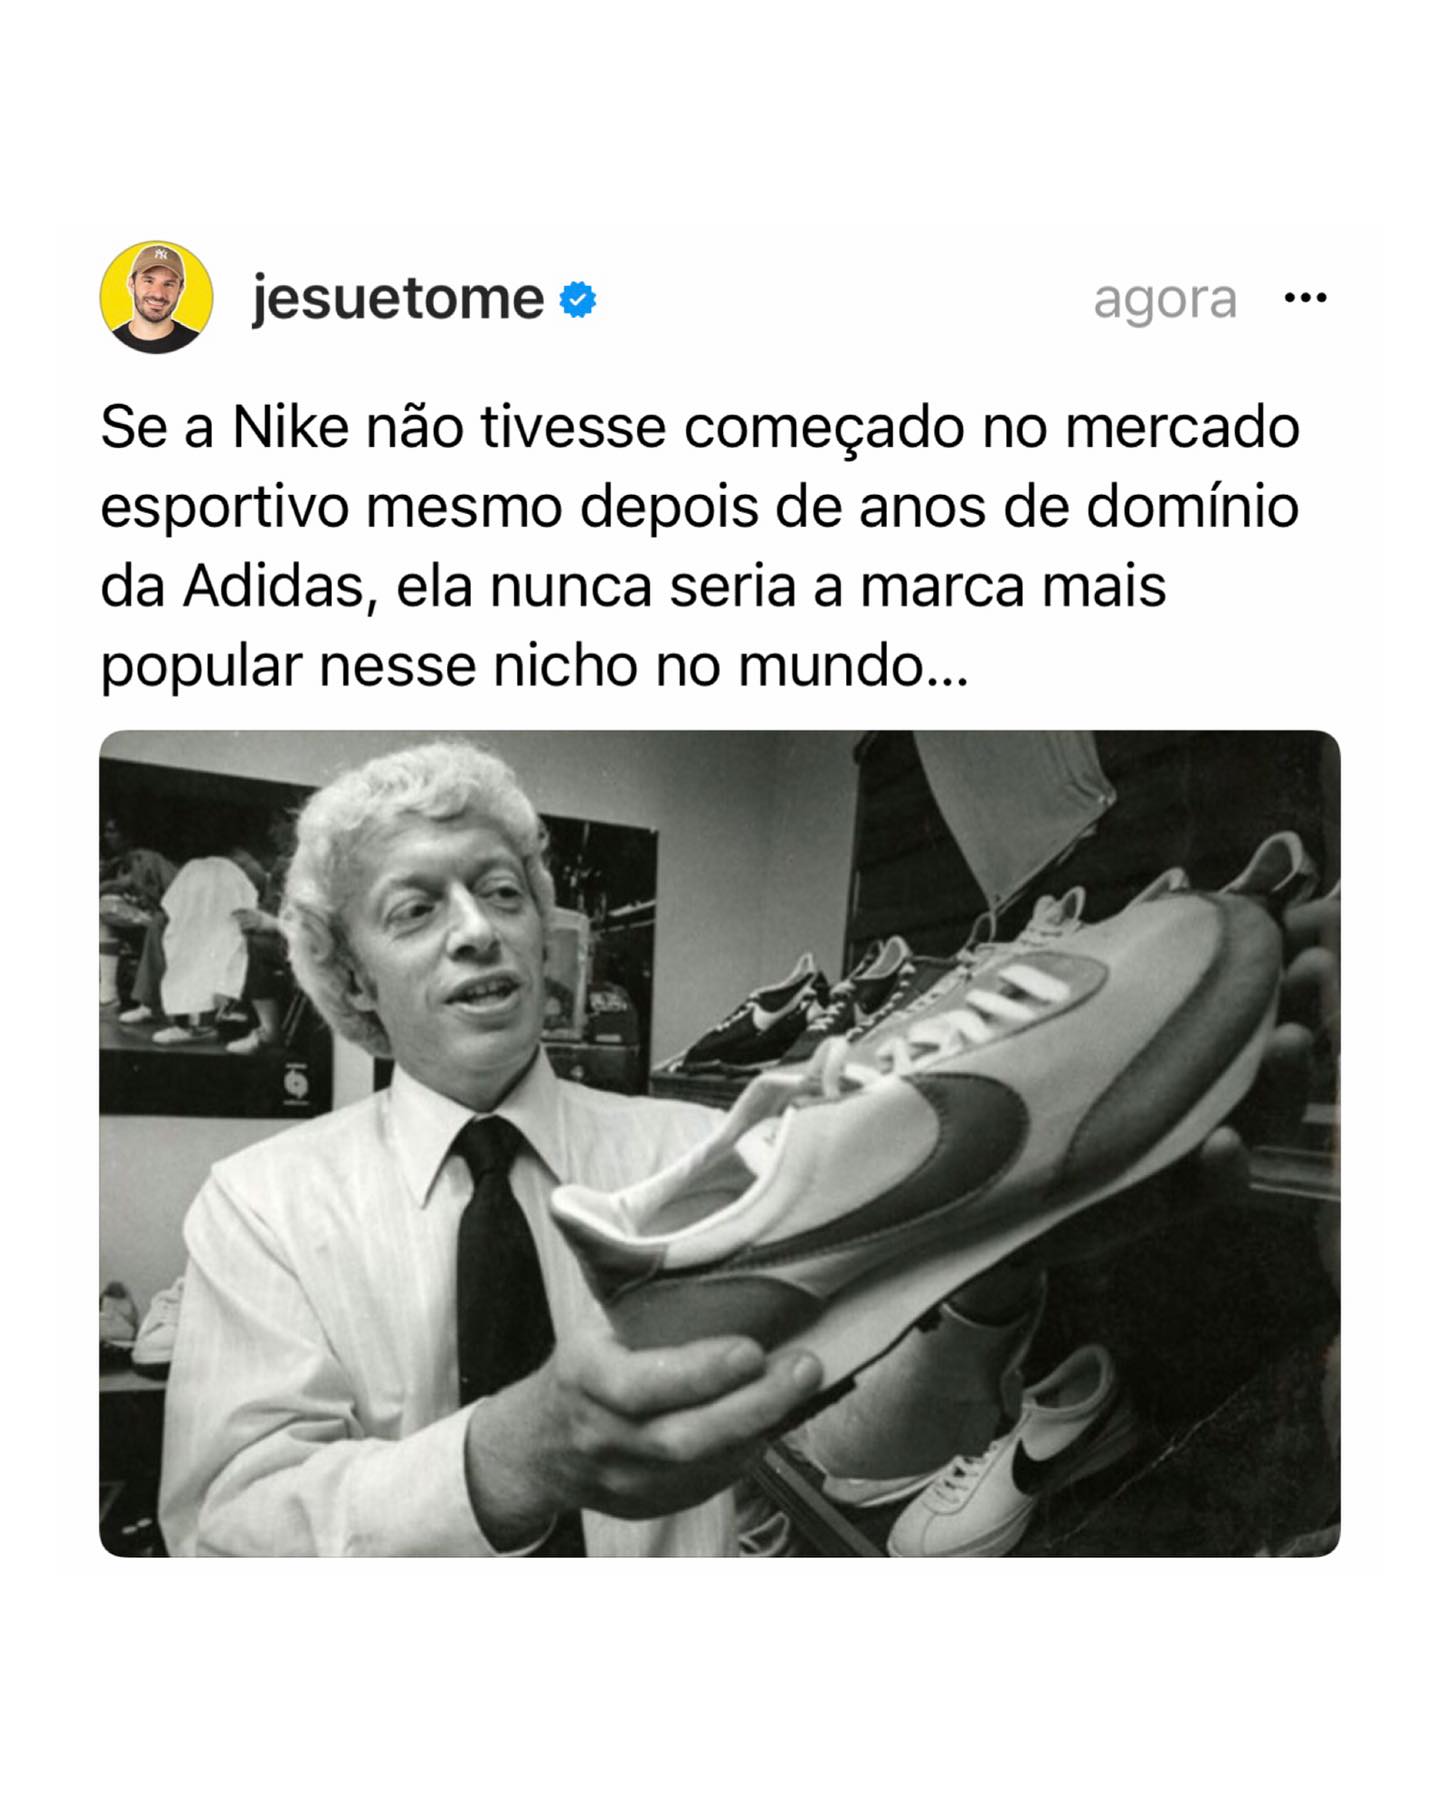 jesuetome
agora
Se a Nike não tivesse começado no mercado
esportivo mesmo depois de anos de domínio
da Adidas, ela nunca seria a marca mais
popular nesse nicho no mundo...